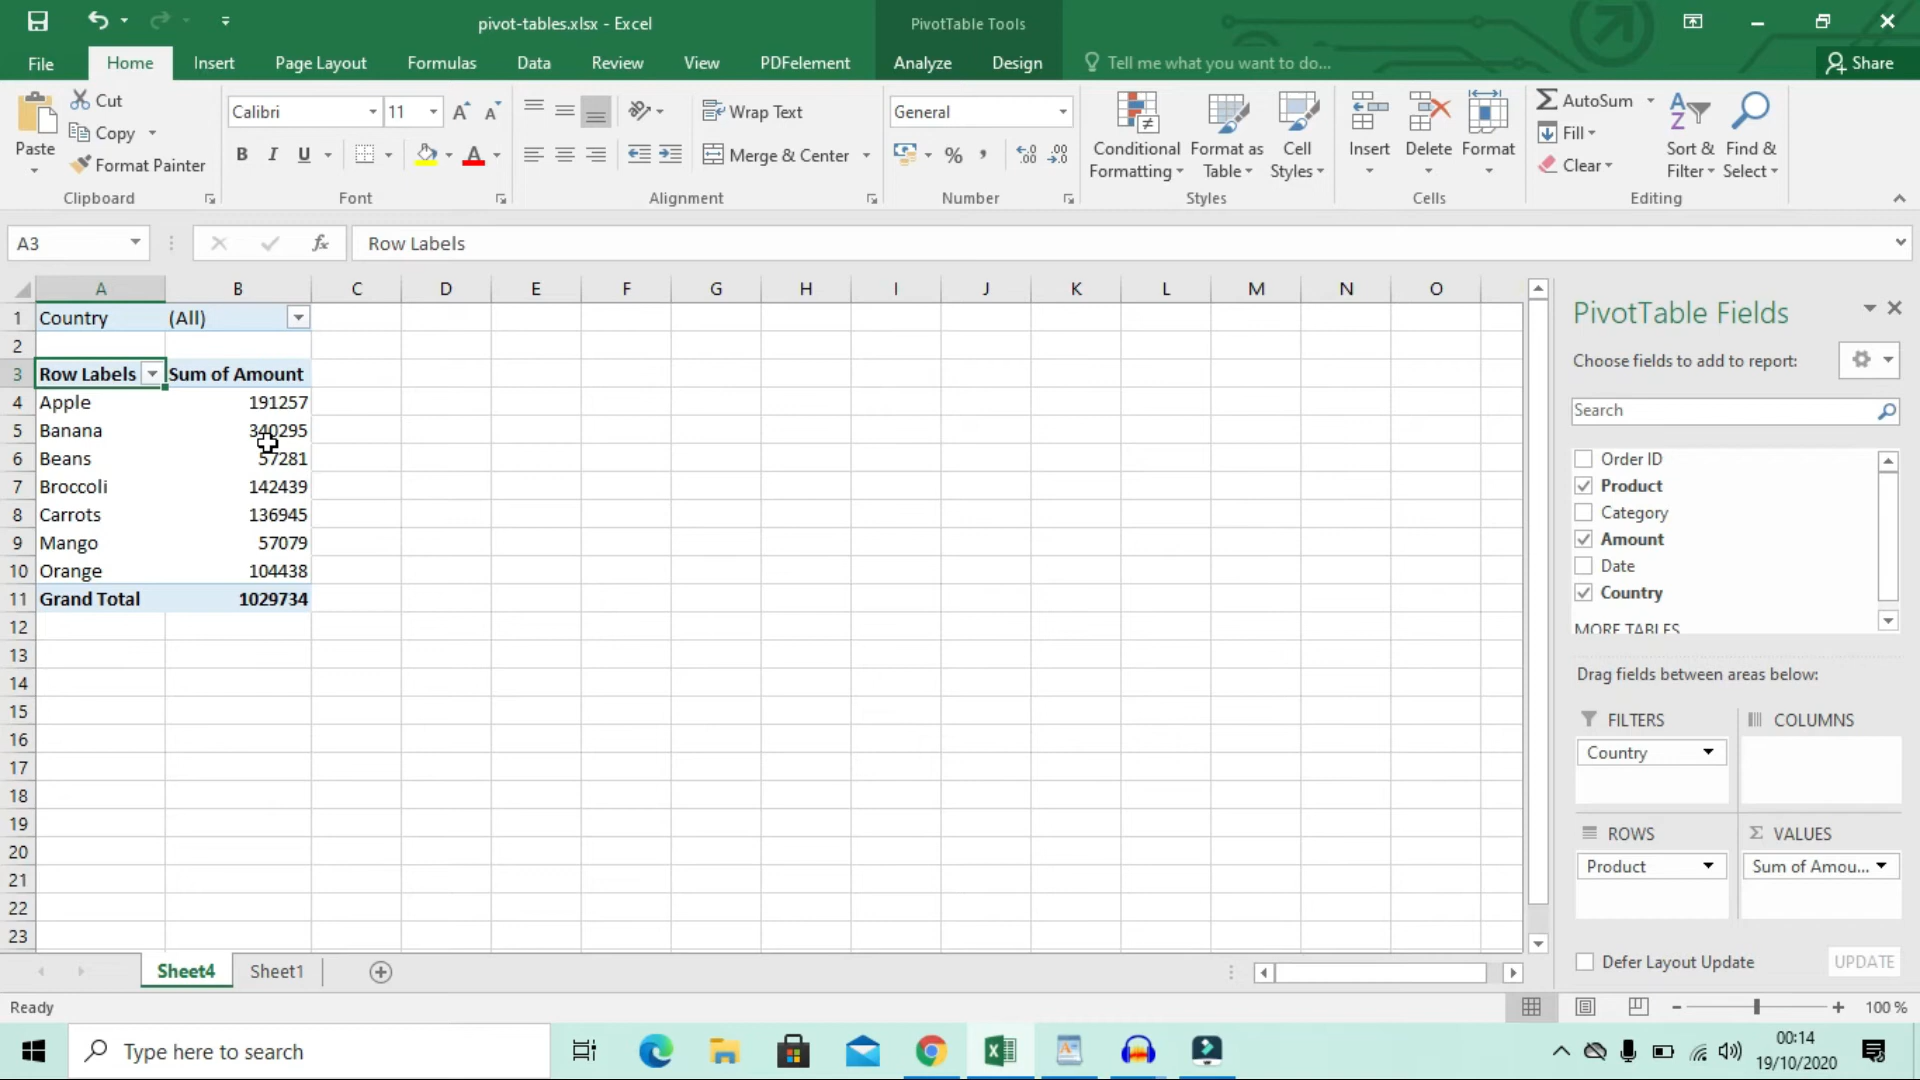 pivot-tables.xlsx - Excel
PivotTable Tools
File Home Insert Page Layout Formulas Data Review View PDFelement Analyze Design Tell me what you want to do... Share
Paste
Cut
Copy
Format Painter
Clipboard
Calibri 11
B I U
Font
Wrap Text
Merge & Center
Alignment
General
%
Number
Conditional
Formatting
Format as
Table
Cell
Styles
Styles
Insert
Delete
Format
Cells
AutoSum
Fill
Clear
Sort &
Filter
Find &
Select
Editing
A3 fx Row Labels
A B C D E F G H I J K L M N O
1 Country (All)
2
3 Row Labels Sum of Amount
4 Apple 191257
5 Banana 340295
6 Beans 57281
7 Broccoli 142439
8 Carrots 136945
9 Mango 57079
10 Orange 104438
11 Grand Total 1029734
12
13
14
15
16
17
18
19
20
21
22
23
PivotTable Fields
Choose fields to add to report:
Search
Order ID
Product
Category
Amount
Date
Country
MORE TABLES
Drag fields between areas below:
FILTERS
Country
COLUMNS
ROWS
Product
Σ VALUES
Sum of Amou...
Defer Layout Update UPDATE
Sheet4 Sheet1
Ready
100 %
Type here to search
00:14
19/10/2020